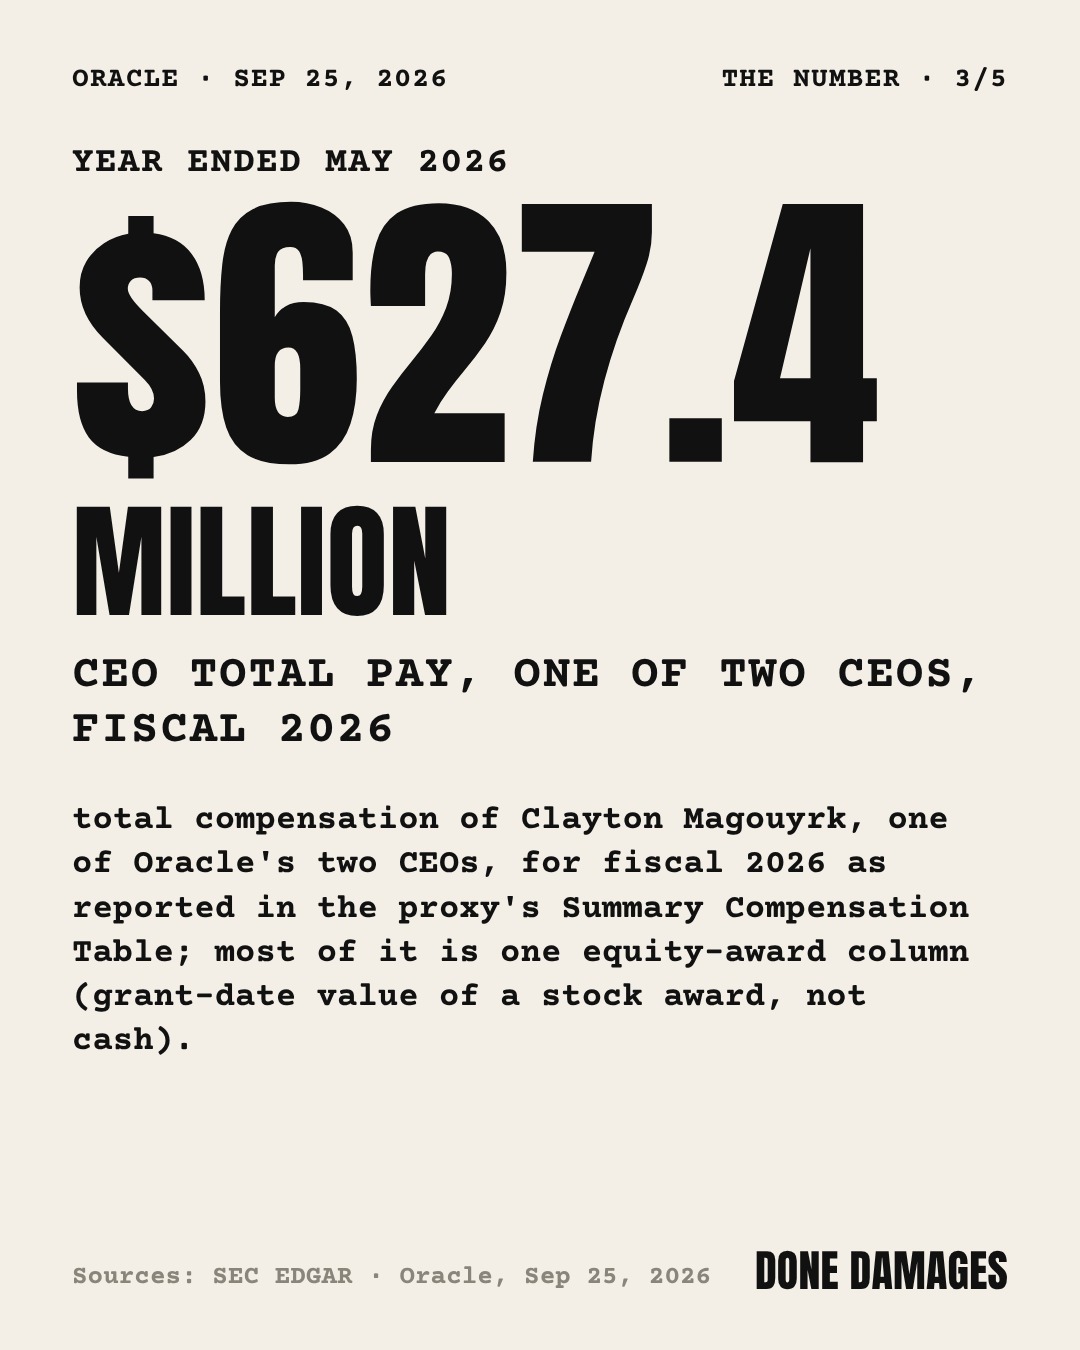 ORACLE · SEP 25, 2026
THE NUMBER · 3/5
YEAR ENDED MAY 2026
$627.4
MILLION
CEO TOTAL PAY, ONE OF TWO CEOS,
FISCAL 2026
total compensation of Clayton Magouyrk, one
of Oracle's two CEOs, for fiscal 2026 as
reported in the proxy's Summary Compensation
Table; most of it is one equity-award column
(grant-date value of a stock award, not
cash).
Sources: SEC EDGAR · Oracle, Sep 25, 2026
DONE DAMAGES